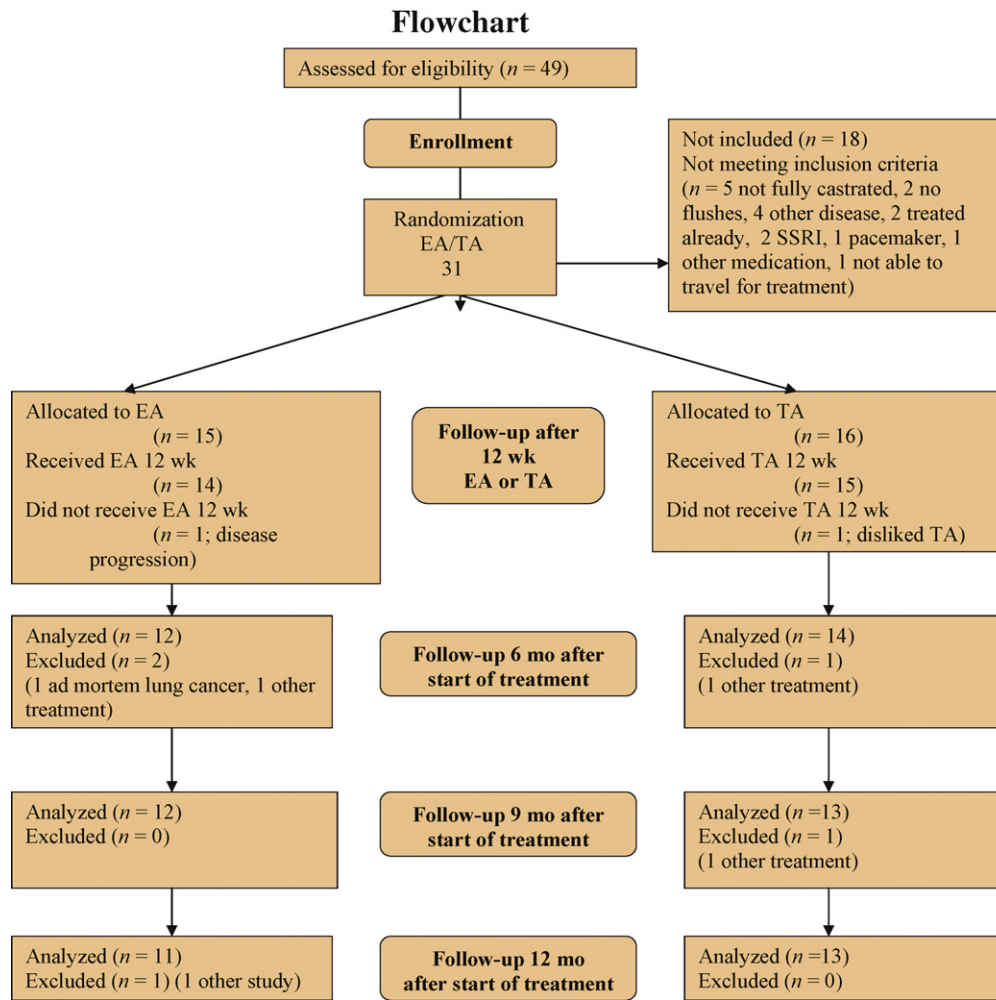 Flowchart
Assessed for eligibility (n = 49)
Enrollment
Not included (n = 18)
Not meeting inclusion criteria
(n = 5 not fully castrated, 2 no
flushes, 4 other disease, 2 treated
already, 2 SSRI, 1 pacemaker, 1
other medication, 1 not able to
travel for treatment)
Randomization
EA/TA
31
Allocated to EA
(n = 15)
Received EA 12 wk
(n = 14)
Did not receive EA 12 wk
(n = 1; disease
progression)
Follow-up after
12 wk
EA or TA
Allocated to TA
(n = 16)
Received TA 12 wk
(n = 15)
Did not receive TA 12 wk
(n = 1; disliked TA)
Analyzed (n = 12)
Excluded (n = 2)
(1 ad mortem lung cancer, 1 other
treatment)
Follow-up 6 mo after
start of treatment
Analyzed (n = 14)
Excluded (n = 1)
(1 other treatment)
Analyzed (n = 12)
Excluded (n = 0)
Follow-up 9 mo after
start of treatment
Analyzed (n =13)
Excluded (n = 1)
(1 other treatment)
Analyzed (n = 11)
Excluded (n = 1) (1 other study)
Follow-up 12 mo
after start of treatment
Analyzed (n =13)
Excluded (n = 0)